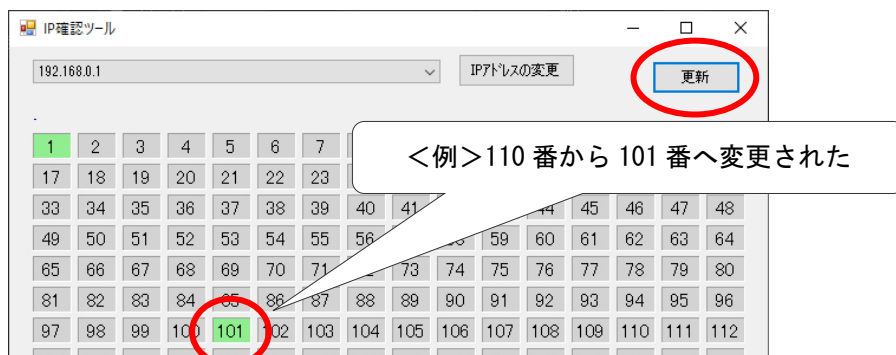 IP確認ツール
192.168.0.1 IPアドレスの変更 更新
<例>110 番から 101 番へ変更された
1 2 3 4 5 6 7
17 18 19 20 21 22 23
33 34 35 36 37 38 39 40 41 44 45 46 47 48
49 50 51 52 53 54 55 56 59 60 61 62 63 64
65 66 67 68 69 70 71 73 74 75 76 77 78 79 80
81 82 83 84 85 86 87 88 89 90 91 92 93 94 95 96
97 98 99 100 101 102 103 104 105 106 107 108 109 110 111 112